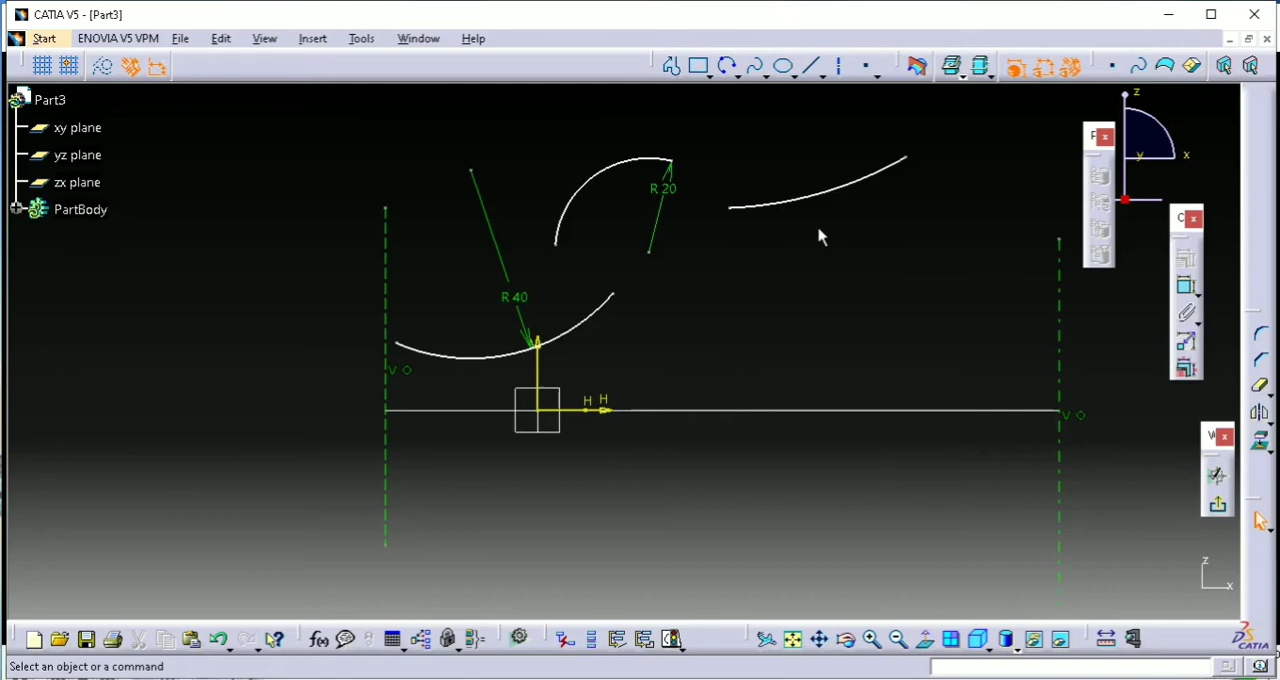 CATIA V5 - [Part3]
Start ENOVIA V5 VPM File Edit View Insert Tools Window Help
Part3
xy plane
yz plane
zx plane
PartBody
z
y
x
R 20
R 40
V
H H
V
z
x
f(x)
CATIA
Select an object or a command